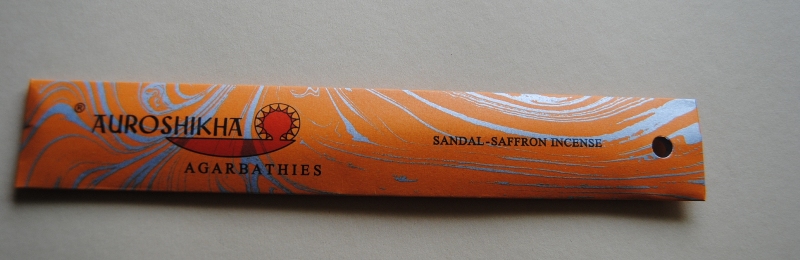 ® AUROSHIKHA
AGARBATHIES
SANDAL-SAFFRON INCENSE